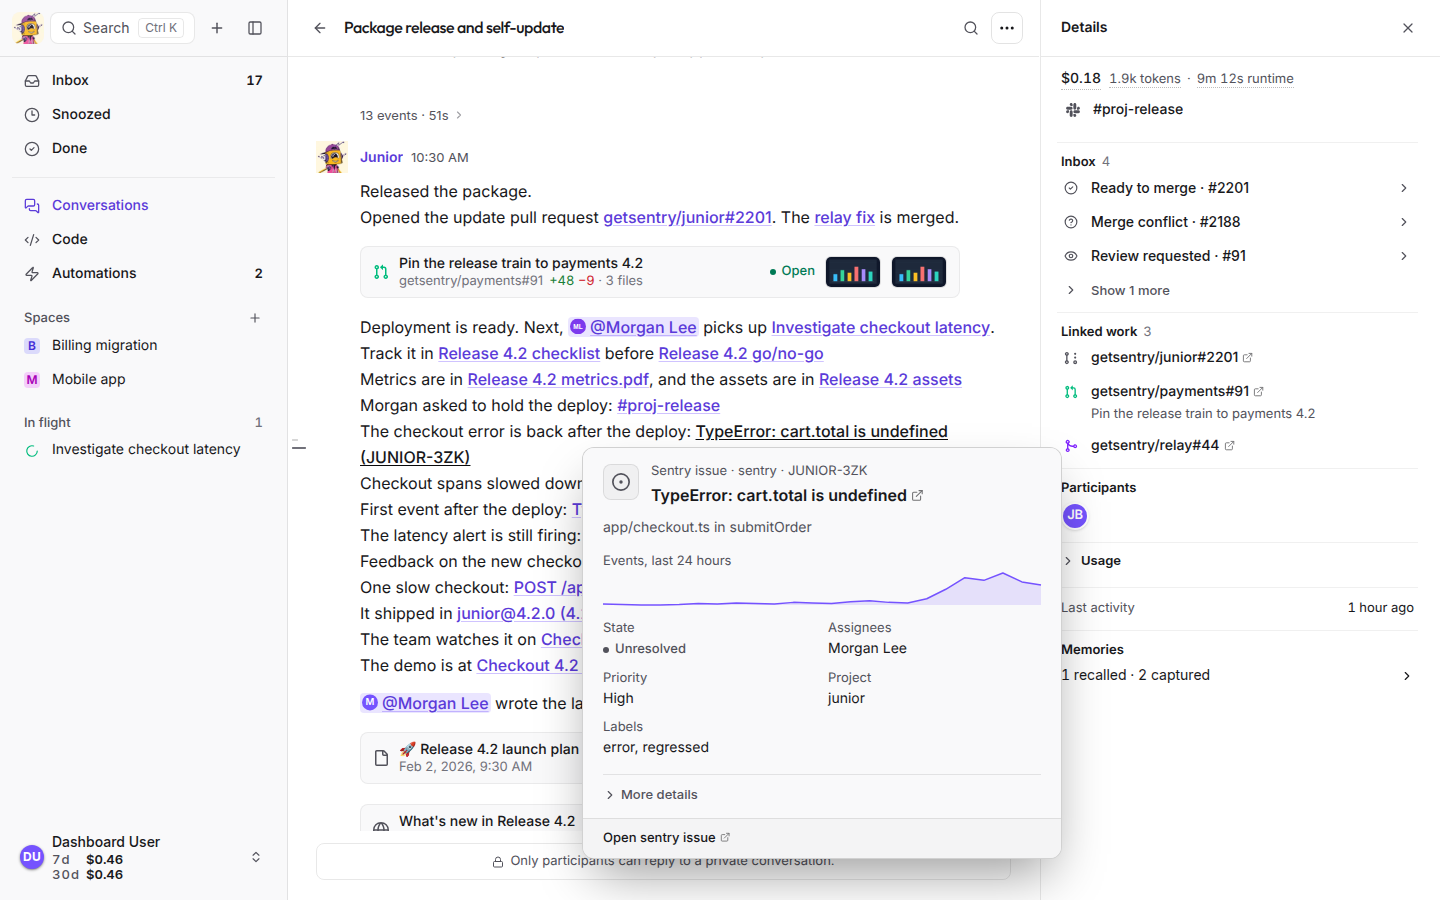 Search Ctrl K
Inbox 17
Snoozed
Done
Conversations
Code
Automations 2
Spaces
B Billing migration
M Mobile app
In flight 1
Investigate checkout latency
DU Dashboard User
7d $0.46
30d $0.46
Package release and self-update
13 events · 51s
Junior 10:30 AM
Released the package.
Opened the update pull request getsentry/junior#2201. The relay fix is merged.
Pin the release train to payments 4.2
getsentry/payments#91 +48 −9 · 3 files
Open
Deployment is ready. Next, ML @Morgan Lee picks up Investigate checkout latency.
Track it in Release 4.2 checklist before Release 4.2 go/no-go
Metrics are in Release 4.2 metrics.pdf, and the assets are in Release 4.2 assets
Morgan asked to hold the deploy: #proj-release
The checkout error is back after the deploy: TypeError: cart.total is undefined
(JUNIOR-3ZK)
Checkout spans slowed down
First event after the deploy: T
The latency alert is still firing:
Feedback on the new checko
One slow checkout: POST /ap
It shipped in junior@4.2.0 (4.
The team watches it on Chec
The demo is at Checkout 4.2
M @Morgan Lee wrote the la
🚀 Release 4.2 launch plan
Feb 2, 2026, 9:30 AM
What's new in Release 4.2
Only participants can reply to a private conversation.
Sentry issue · sentry · JUNIOR-3ZK
TypeError: cart.total is undefined
app/checkout.ts in submitOrder
Events, last 24 hours
State Assignees
Unresolved Morgan Lee
Priority Project
High junior
Labels
error, regressed
More details
Open sentry issue
Details
$0.18 1.9k tokens · 9m 12s runtime
#proj-release
Inbox 4
Ready to merge · #2201
Merge conflict · #2188
Review requested · #91
Show 1 more
Linked work 3
getsentry/junior#2201
getsentry/payments#91
Pin the release train to payments 4.2
getsentry/relay#44
Participants
JB
Usage
Last activity 1 hour ago
Memories
1 recalled · 2 captured